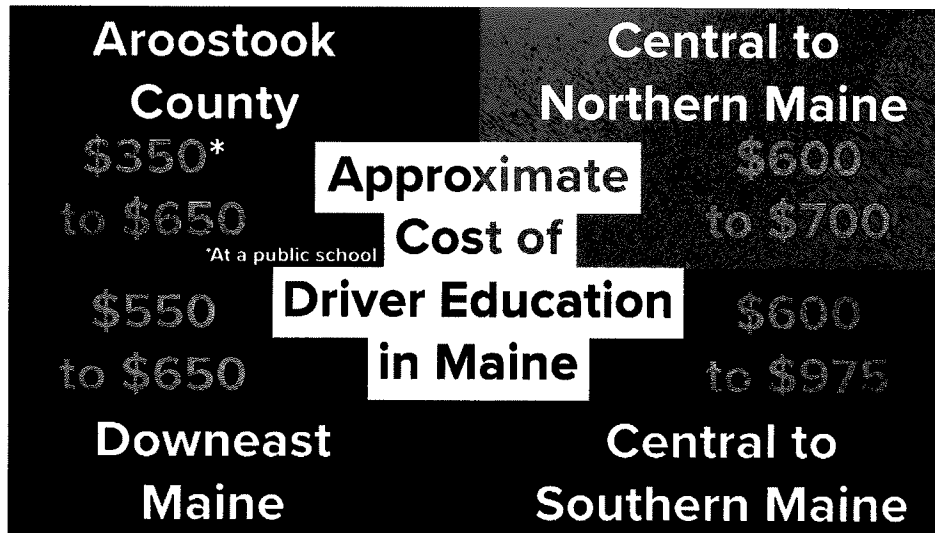 Aroostook
County
$350*
to $650
*At a public school
Central to
Northern Maine
$600
to $700
Approximate
Cost of
Driver Education
in Maine
$550
to $650
Downeast
Maine
$600
to $975
Central to
Southern Maine